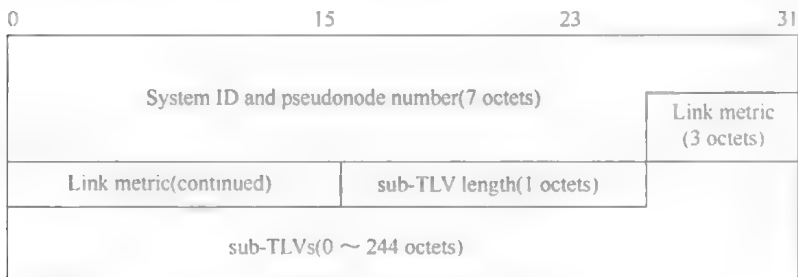 0 15 23 31
System ID and pseudonode number(7 octets)
Link metric
(3 octets)
Link metric(continued) sub-TLV length(1 octets)
sub-TLVs(0 ～ 244 octets)